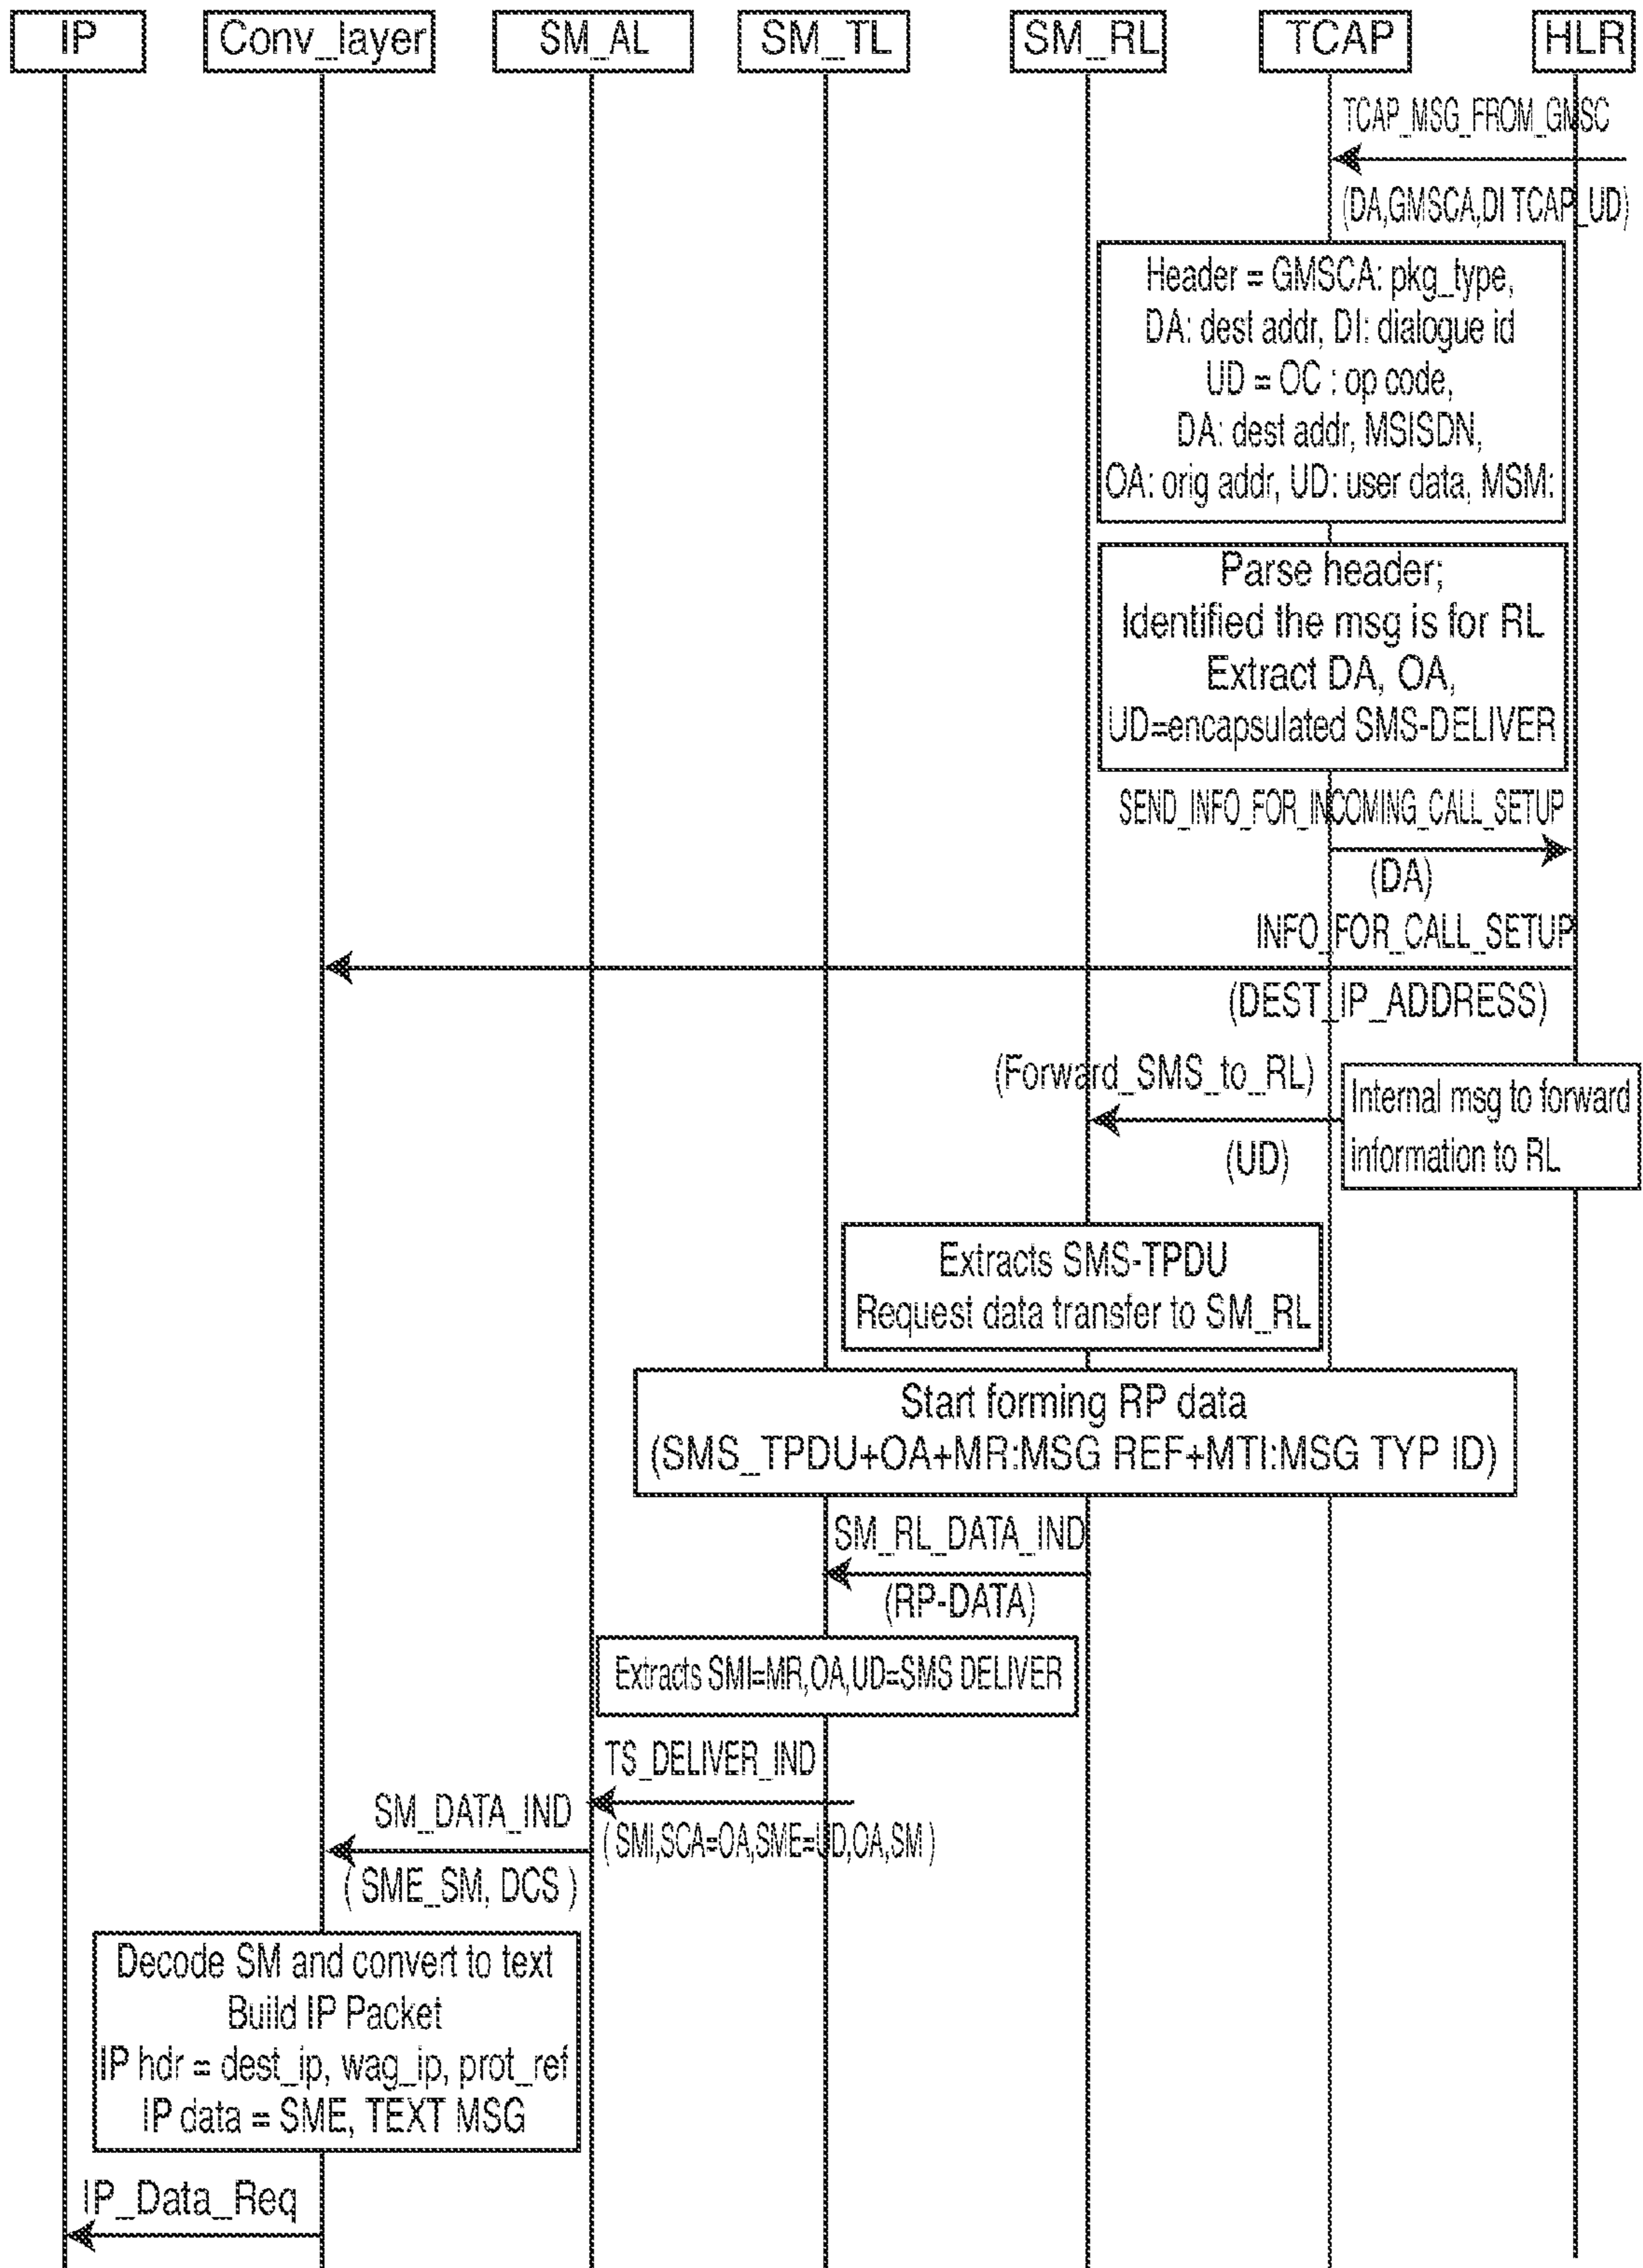 IP Conv_layer SM_AL SM_TL SM_RL TCAP HLR
TCAP_MSG_FROM_GMSC
(DA,GMSCA,DI TCAP_UD)
Header = GMSCA: pkg_type,
DA: dest addr, DI: dialogue id
UD = OC : op code,
DA: dest addr, MSISDN,
OA: orig addr, UD: user data, MSM:
Parse header;
Identified the msg is for RL
Extract DA, OA,
UD=encapsulated SMS-DELIVER
SEND_INFO_FOR_INCOMING_CALL_SETUP
(DA)
INFO_FOR_CALL_SETUP
(DEST_IP_ADDRESS)
(Forward_SMS_to_RL)
(UD)
Internal msg to forward
information to RL
Extracts SMS-TPDU
Request data transfer to SM_RL
Start forming RP data
(SMS_TPDU+OA+MR:MSG REF+MTI:MSG TYP ID)
SM_RL_DATA_IND
(RP-DATA)
Extracts SMI=MR,OA,UD=SMS DELIVER
TS_DELIVER_IND
( SMI,SCA=OA,SME=UD,OA,SM )
SM_DATA_IND
( SME_SM, DCS )
Decode SM and convert to text
Build IP Packet
IP hdr = dest_ip, wag_ip, prot_ref
IP data = SME, TEXT MSG
IP_Data_Req